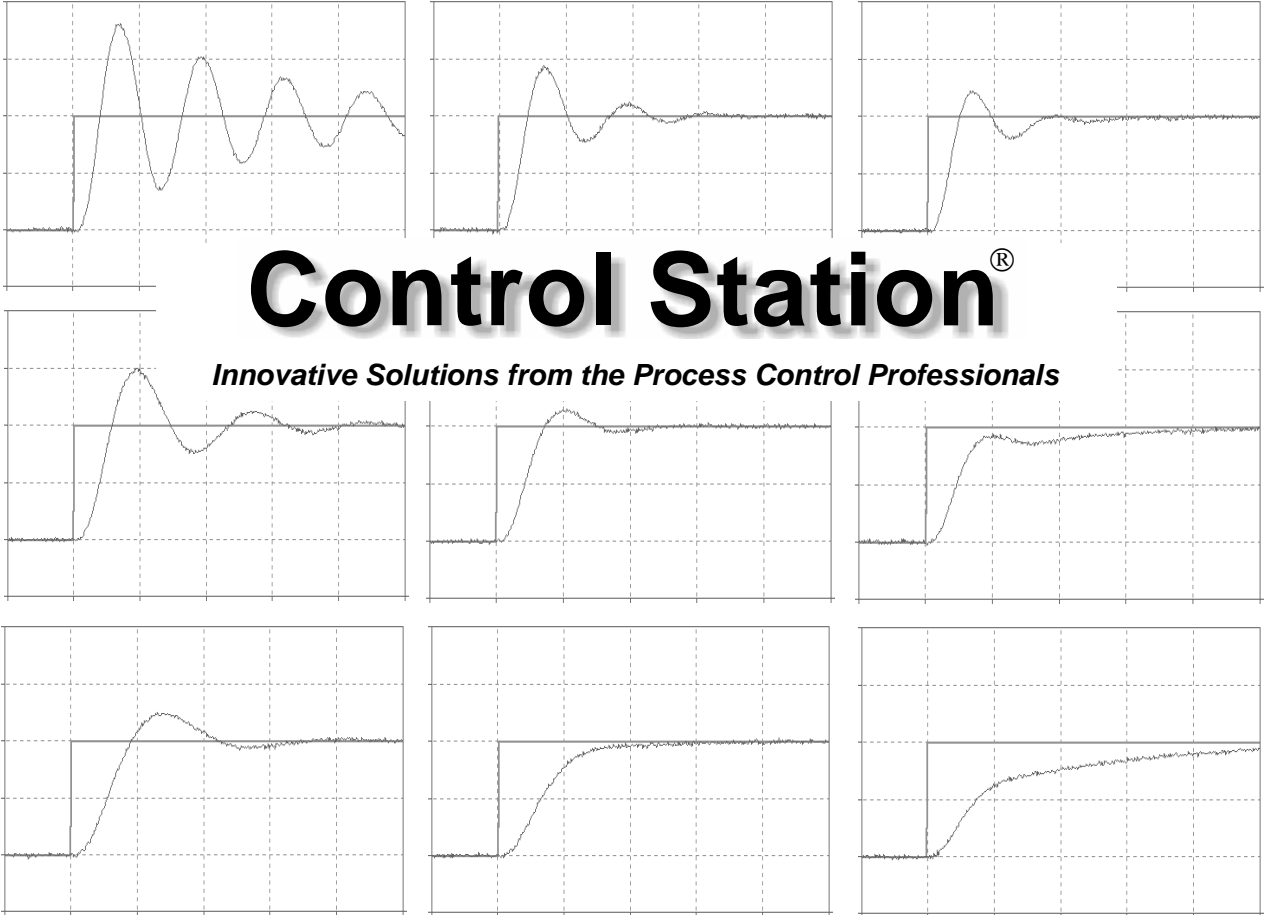 Control Station®
Innovative Solutions from the Process Control Professionals